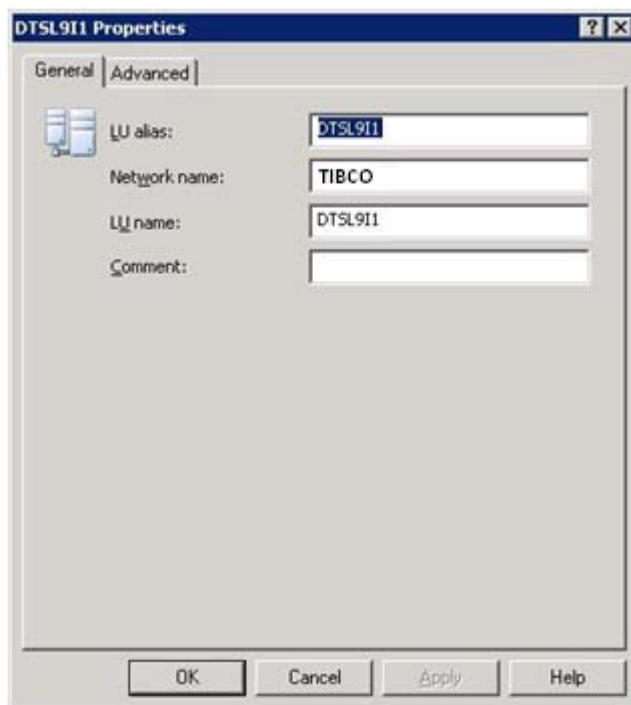 DTSL9I1 Properties
General Advanced
LU alias: DTSL9I1
Network name: TIBCO
LU name: DTSL9I1
Comment:
OK Cancel Apply Help